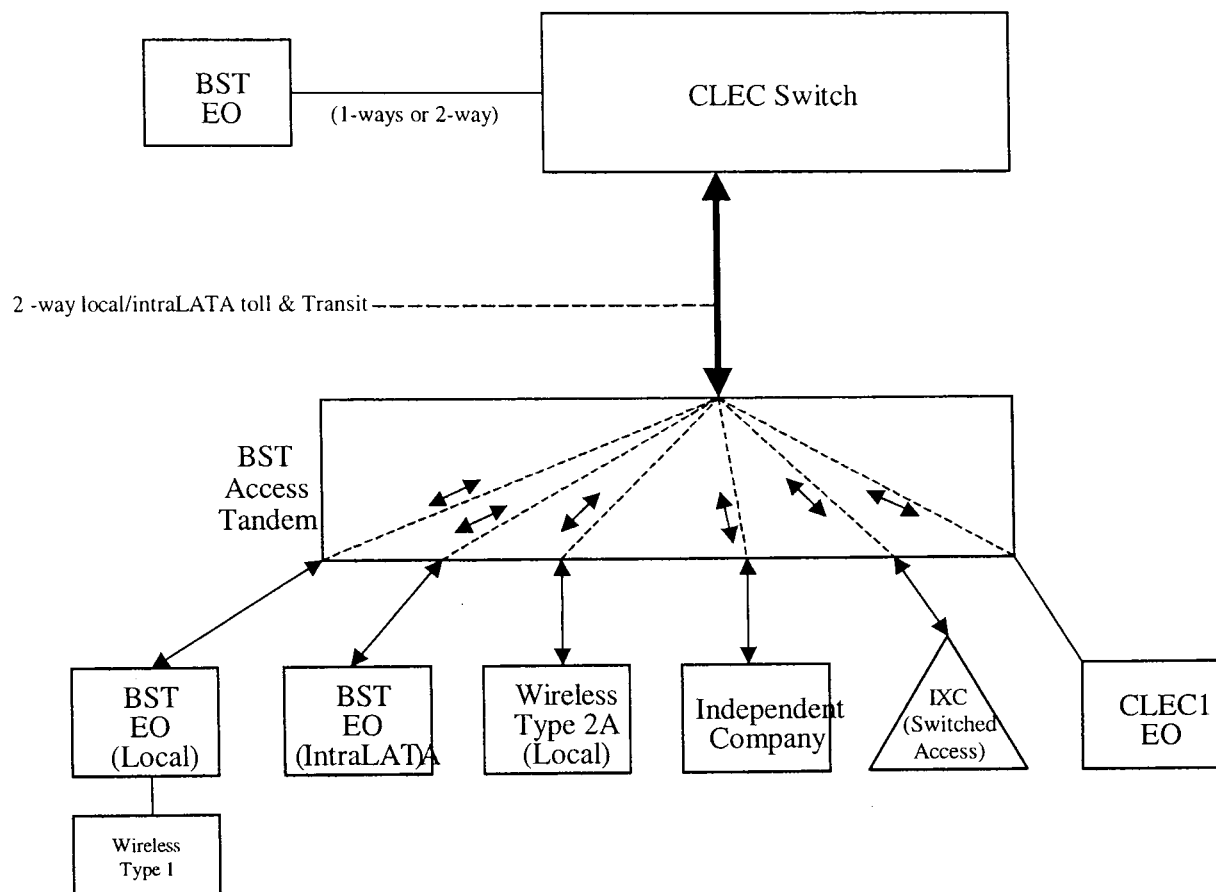 BST
EO
CLEC Switch
(1-ways or 2-way)
2 -way local/intraLATA toll & Transit
BST
Access
Tandem
BST
EO
(Local)
BST
EO
(IntraLAT)A
Wireless
Type 2A
(Local)
Independent
Company
IXC
(Switched
Access)
CLEC1
EO
Wireless
Type 1